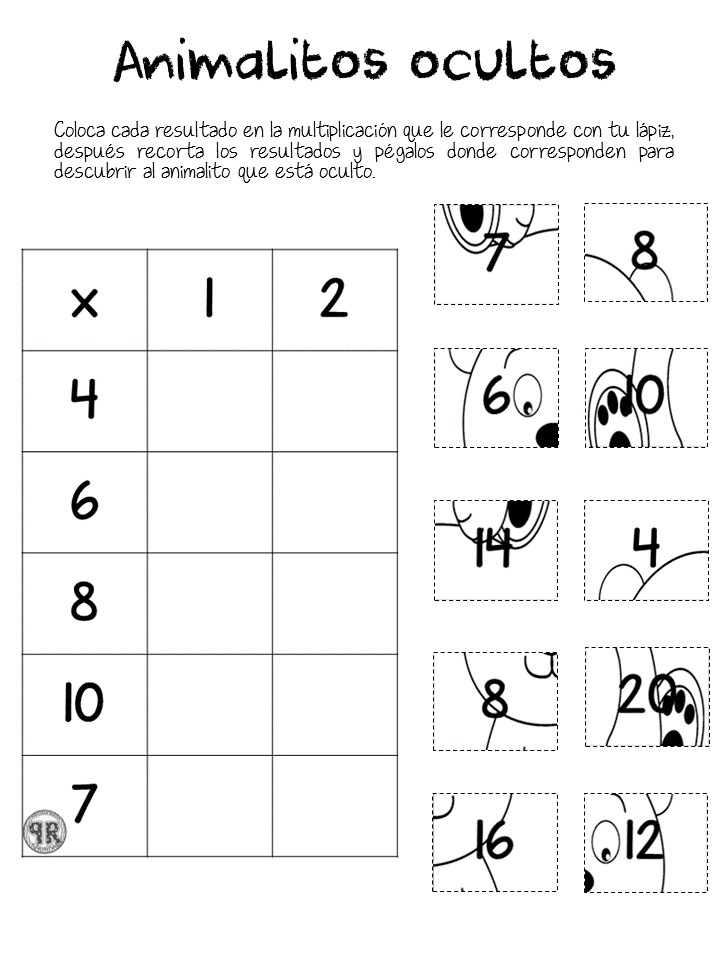 Animalitos ocultos
Coloca cada resultado en la multiplicación que le corresponde con tu lápiz,
después recorta los resultados y pégalos donde corresponden para
descubrir al animalito que está oculto.
x 1 2
4
6
8
10
7
PR
7 8
6 10
14 4
8 20
16 12